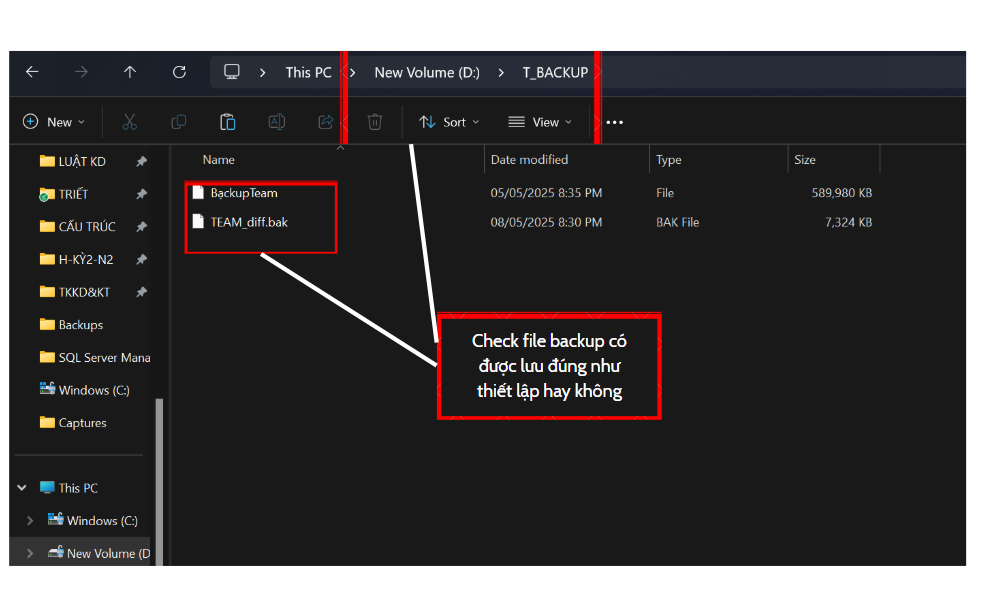 This PC > New Volume (D:) > T_BACKUP
New Sort View
LUẬT KD
TRIẾT
CẤU TRÚC
H-KỲ2-N2
TKKD&KT
Backups
SQL Server Mana
Windows (C:)
Captures
This PC
Windows (C:)
New Volume (D
Name Date modified Type Size
BackupTeam 05/05/2025 8:35 PM File 589,980 KB
TEAM_diff.bak 08/05/2025 8:30 PM BAK File 7,324 KB
Check file backup có
được lưu đúng như
thiết lập hay không